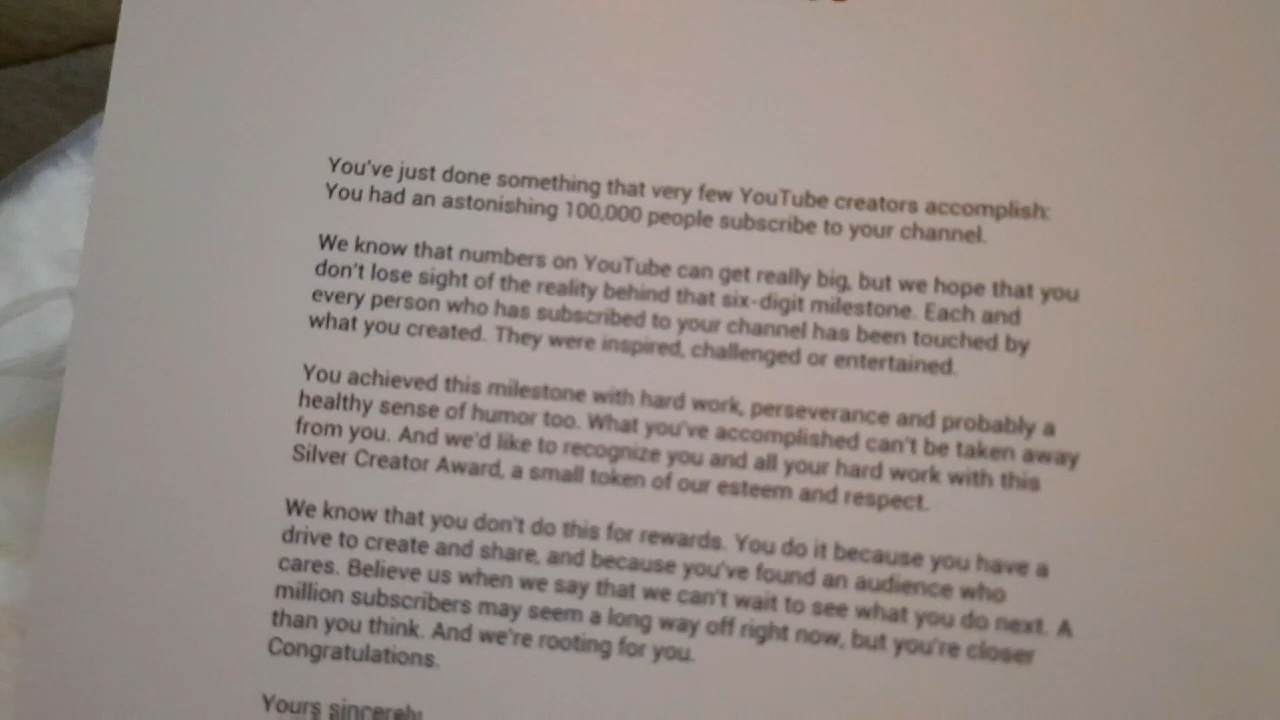 You've just done something that very few YouTube creators accomplish:
You had an astonishing 100,000 people subscribe to your channel.
We know that numbers on YouTube can get really big, but we hope that you
don't lose sight of the reality behind that six-digit milestone. Each and
every person who has subscribed to your channel has been touched by
what you created. They were inspired, challenged or entertained.
You achieved this milestone with hard work, perseverance and probably a
healthy sense of humor too. What you've accomplished can't be taken away
from you. And we'd like to recognize you and all your hard work with this
Silver Creator Award, a small token of our esteem and respect.
We know that you don't do this for rewards. You do it because you have a
drive to create and share, and because you've found an audience who
cares. Believe us when we say that we can't wait to see what you do next. A
million subscribers may seem a long way off right now, but you're closer
than you think. And we're rooting for you.
Congratulations.
Yours sincerely